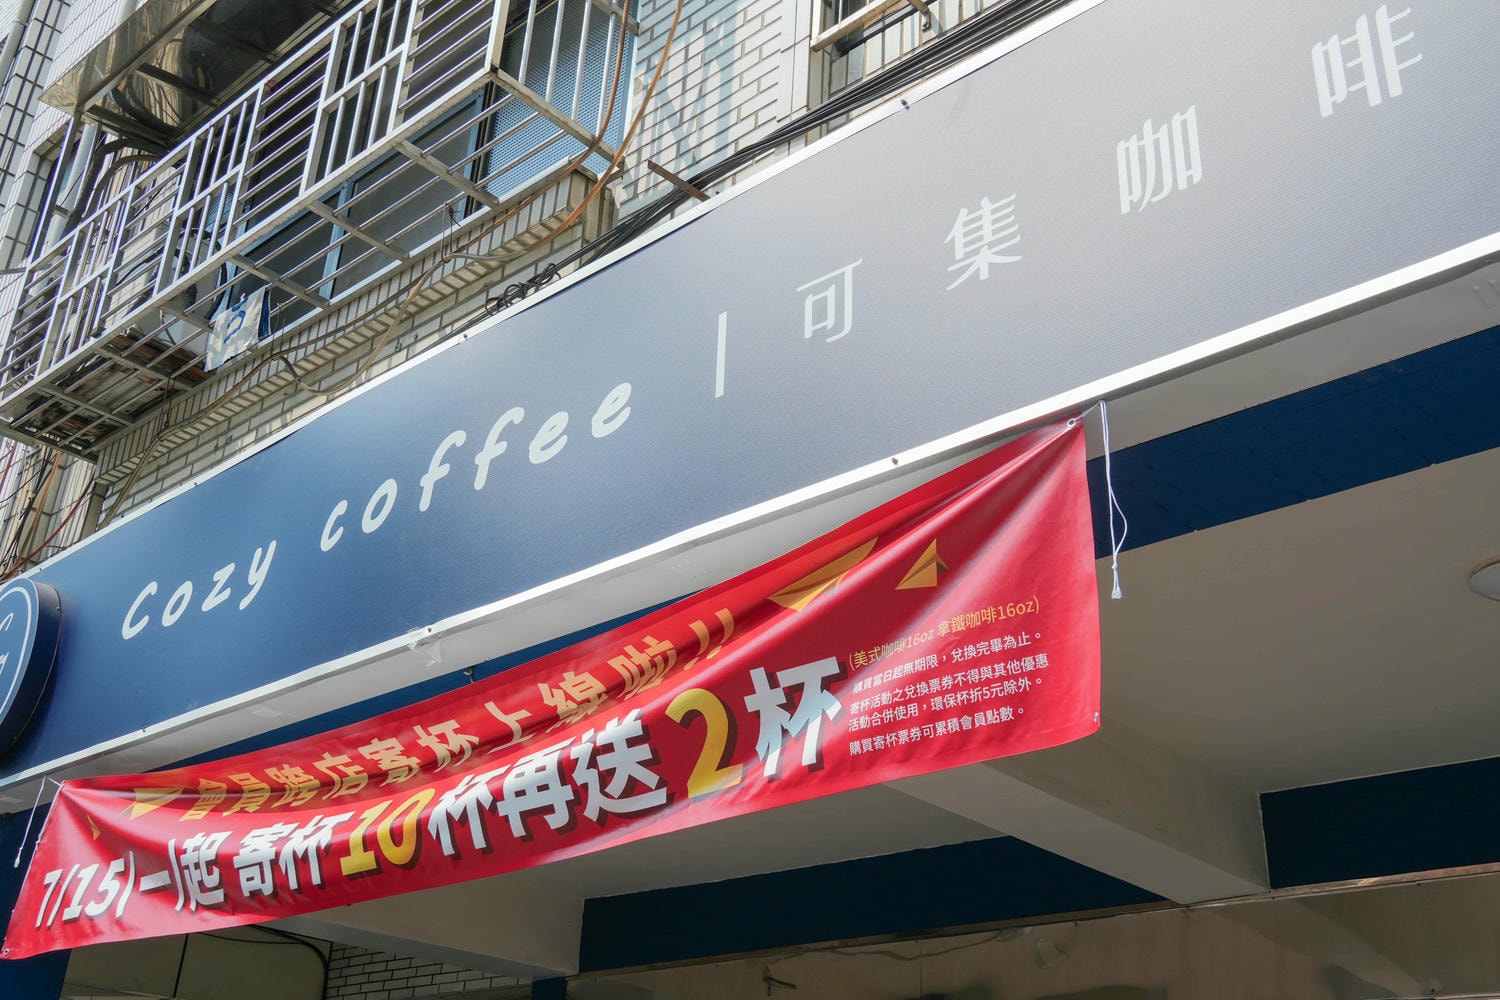 Cozy coffee | 可集咖啡
會員跨店寄杯上線啦!!
7/15(一)起 寄杯10杯再送2杯
(美式咖啡16oz 拿鐵咖啡16oz)
購買當日起無期限，兌換完畢為止。
寄杯活動之兌換票券不得與其他優惠
活動合併使用，環保杯折5元除外。
購買寄杯票券可累積會員點數。